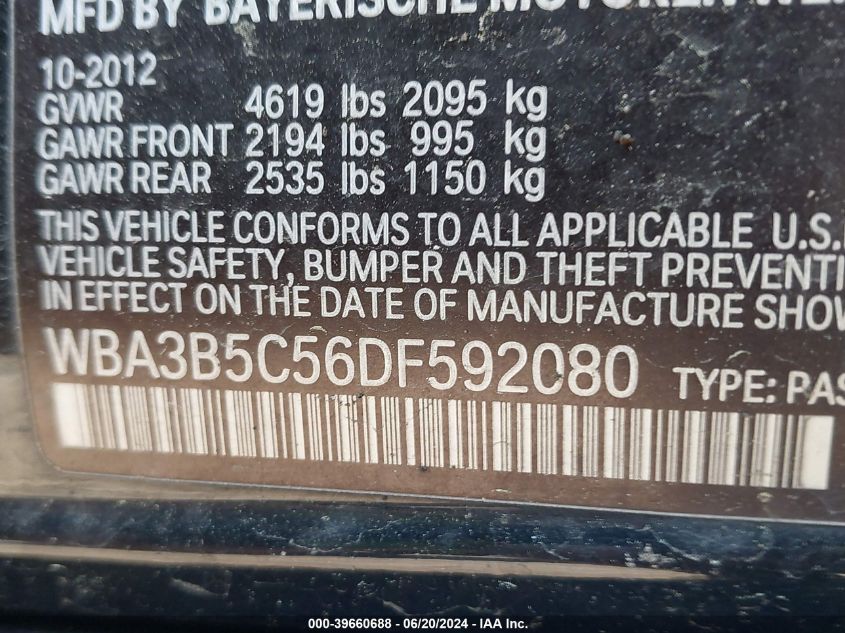 MFD BY BAYERISCHE MOTOREN
10-2012
GVWR 4619 lbs 2095 kg
GAWR FRONT 2194 lbs 995 kg
GAWR REAR 2535 lbs 1150 kg
THIS VEHICLE CONFORMS TO ALL APPLICABLE U.S.
VEHICLE SAFETY, BUMPER AND THEFT PREVENTI
IN EFFECT ON THE DATE OF MANUFACTURE SHO
WBA3B5C56DF592080 TYPE: PAS
000-39660688 - 06/20/2024 - IAA Inc.